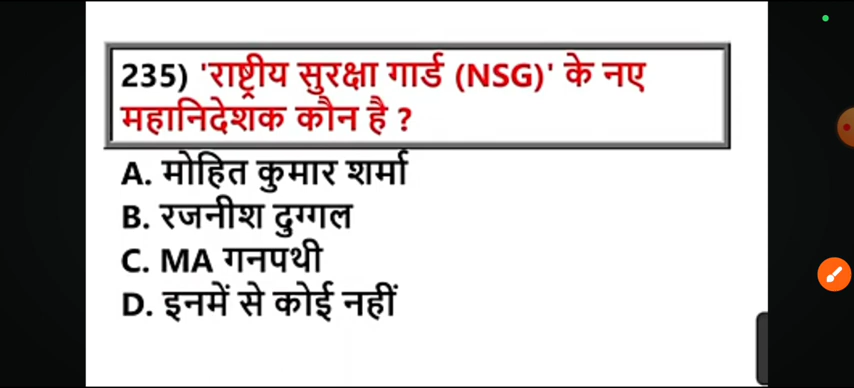 235) 'राष्ट्रीय सुरक्षा गार्ड (NSG)' के नए
महानिदेशक कौन है ?
A. मोहित कुमार शर्मा
B. रजनीश दुग्गल
C. MA गनपथी
D. इनमें से कोई नहीं